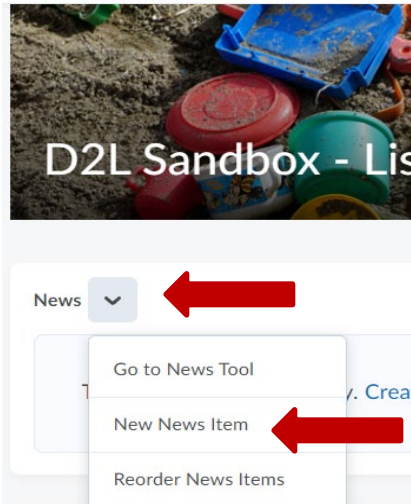 D2L Sandbox - Lis
News
Go to News Tool
y. Crea
New News Item
Reorder News Items